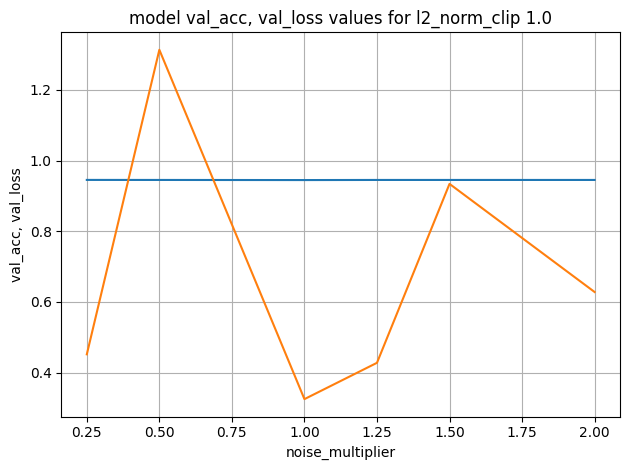 model val_acc, val_loss values for l2_norm_clip 1.0
val_acc, val_loss
1.2
1.0
0.8
0.6
0.4
0.25 0.50 0.75 1.00 1.25 1.50 1.75 2.00
noise_multiplier